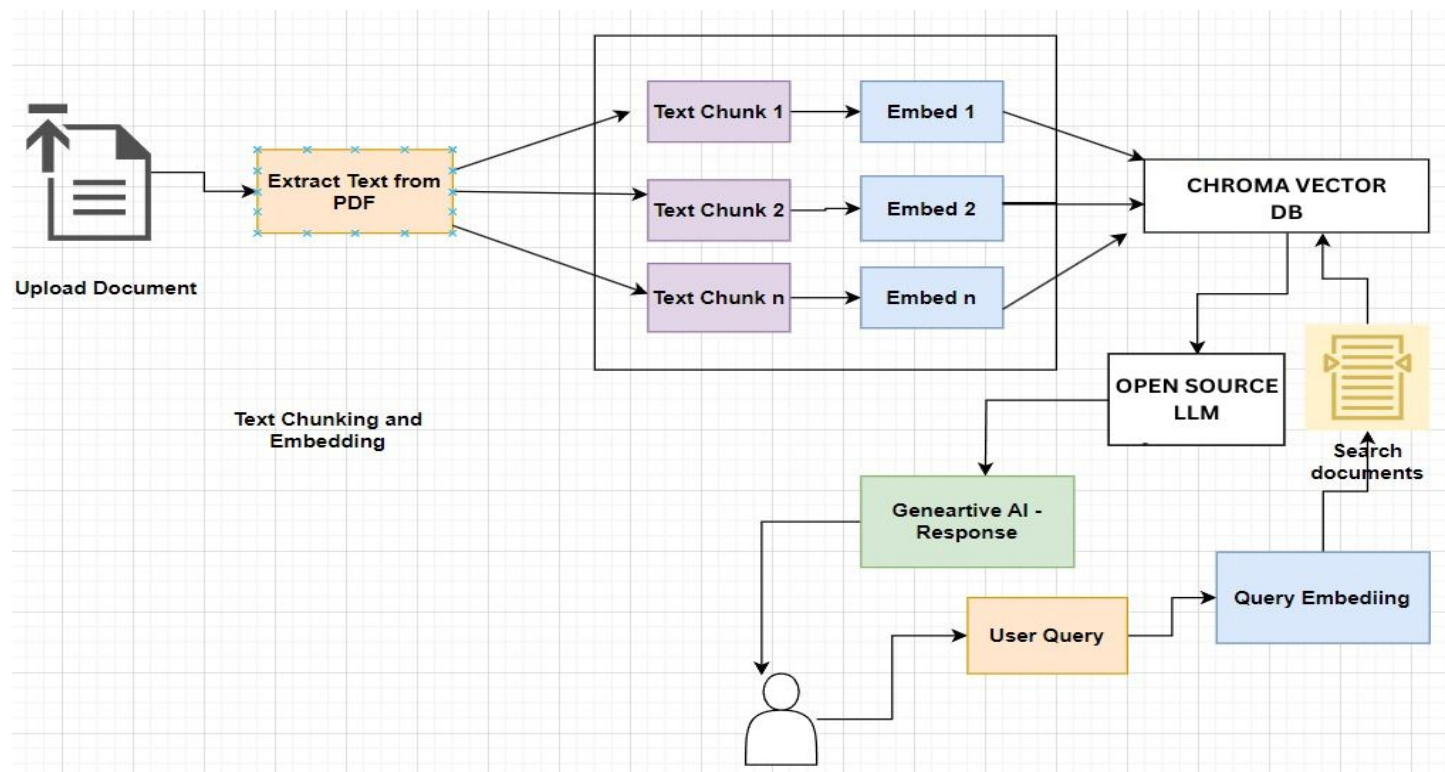 Text Chunk 1
Embed 1
Extract Text from
PDF
CHROMA VECTOR
DB
Text Chunk 2
Embed 2
Upload Document
Text Chunk n
Embed n
OPEN SOURCE
LLM
Text Chunking and
Embedding
Search
documents
Geneartive AI -
Response
User Query
Query Embediing